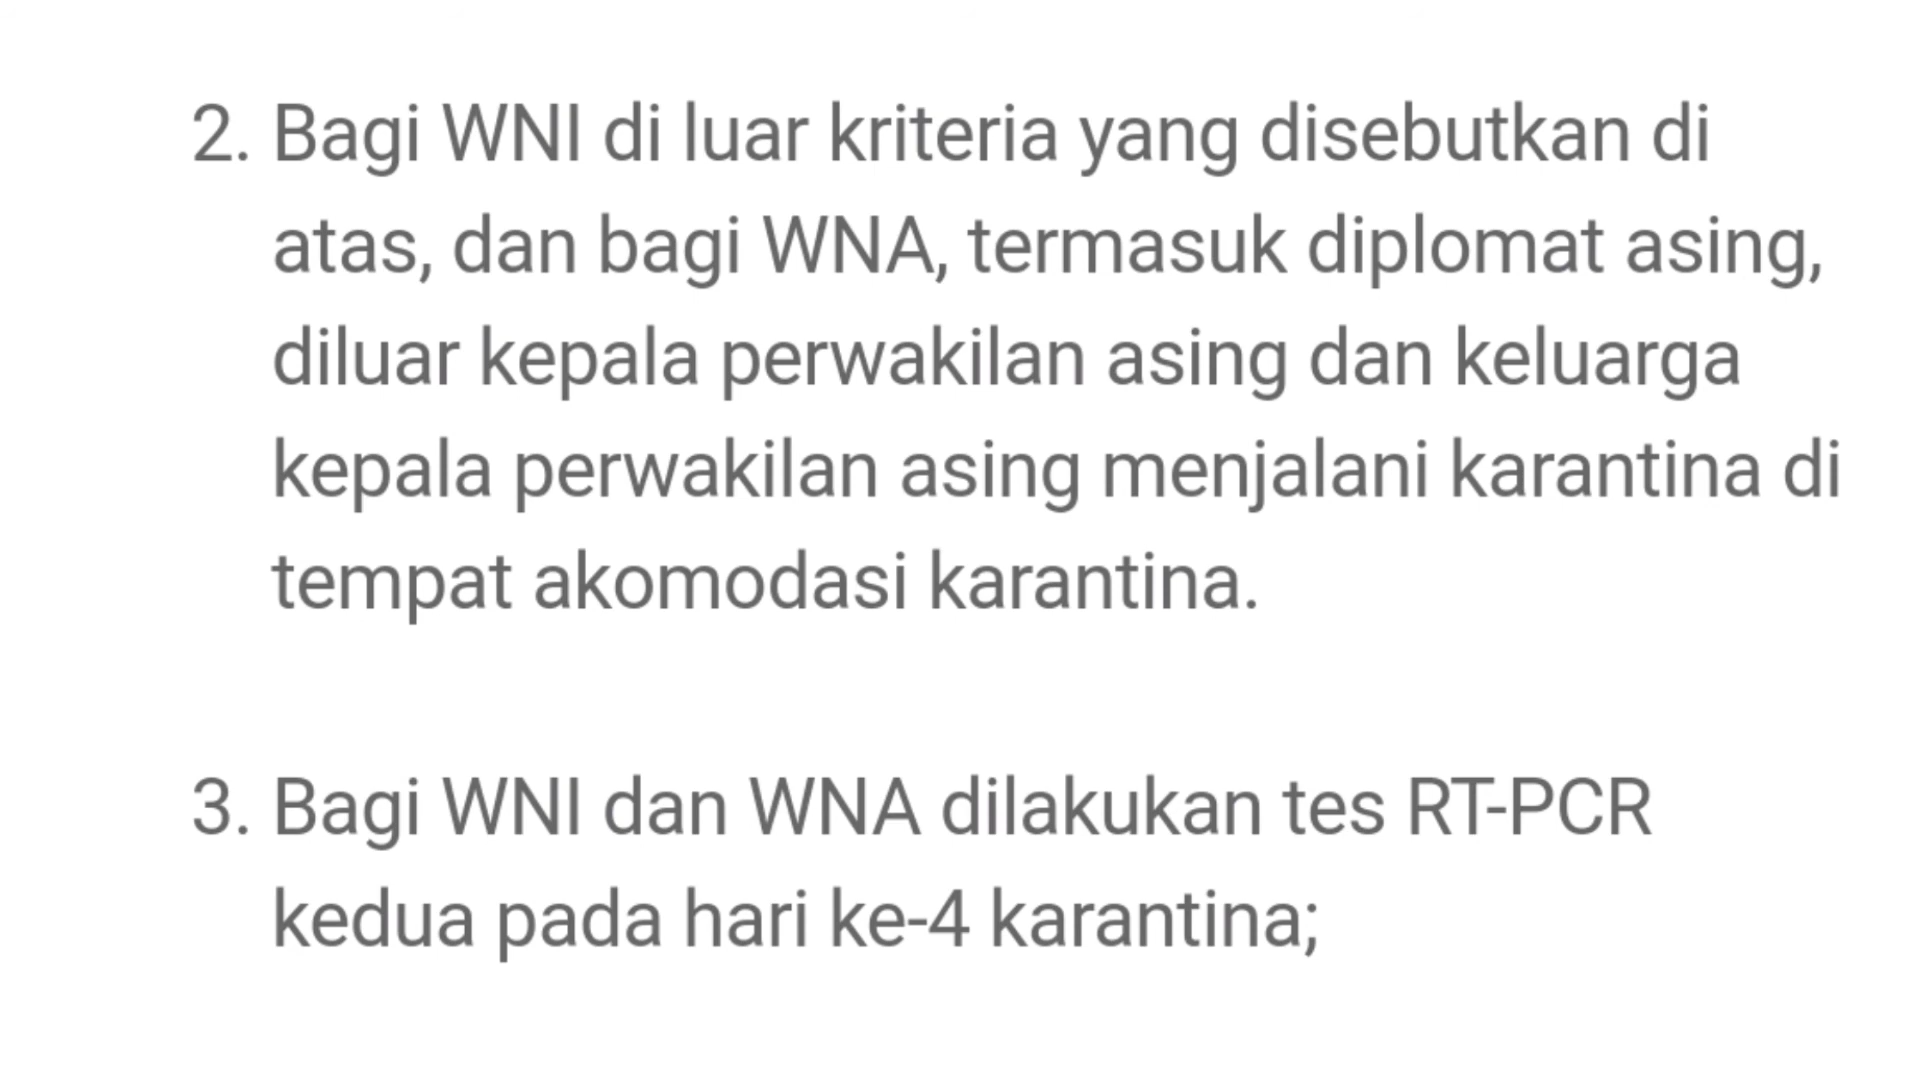 2. Bagi WNI di luar kriteria yang disebutkan di
atas, dan bagi WNA, termasuk diplomat asing,
diluar kepala perwakilan asing dan keluarga
kepala perwakilan asing menjalani karantina di
tempat akomodasi karantina.
3. Bagi WNI dan WNA dilakukan tes RT-PCR
kedua pada hari ke-4 karantina;